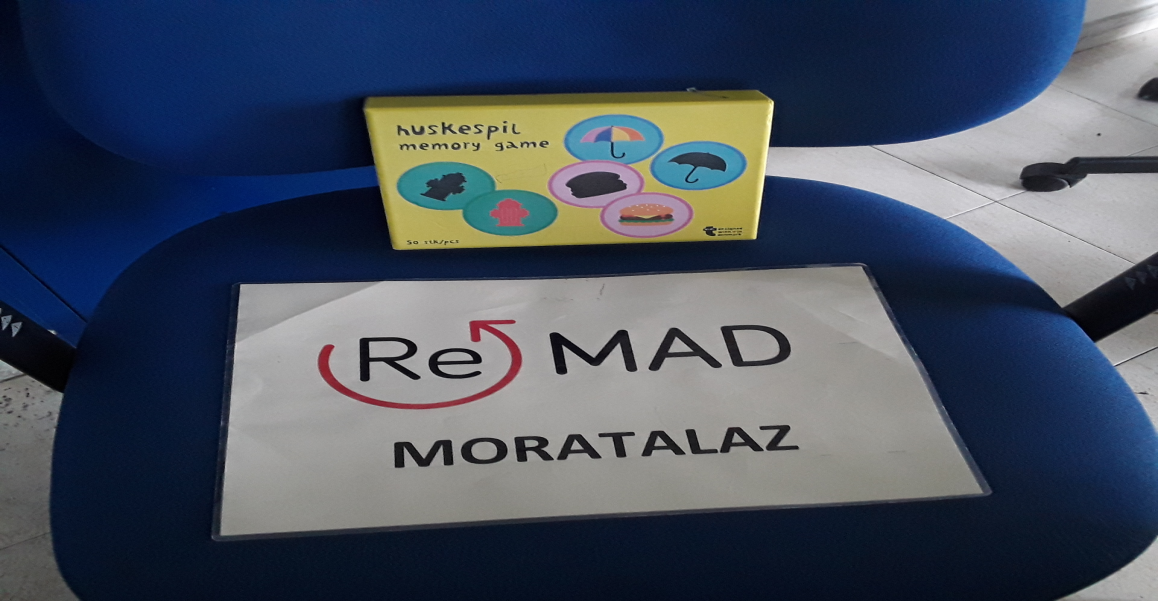 huskespil
memory game
50 stk/pcs
Re MAD
MORATALAZ